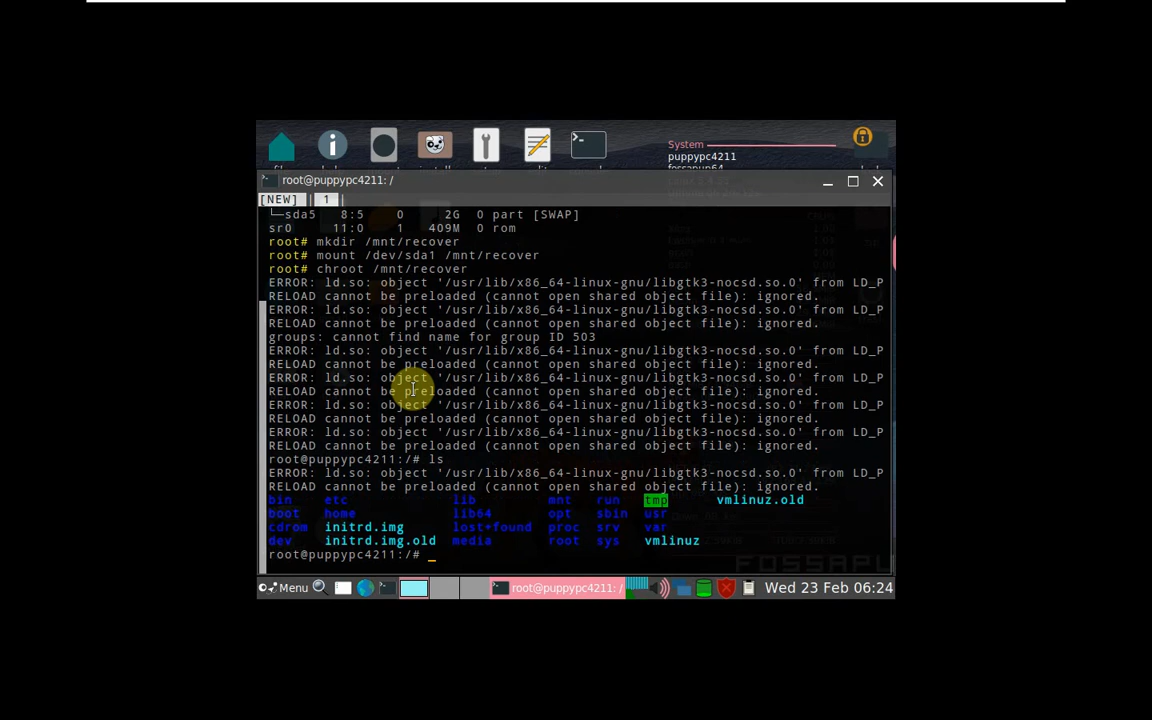 System
puppypc4211
root@puppypc4211: /
[NEW] 1
└─sda5 8:5 0 2G 0 part [SWAP]
sr0 11:0 1 409M 0 rom
root# mkdir /mnt/recover
root# mount /dev/sda1 /mnt/recover
root# chroot /mnt/recover
ERROR: ld.so: object '/usr/lib/x86_64-linux-gnu/libgtk3-nocsd.so.0' from LD_P
RELOAD cannot be preloaded (cannot open shared object file): ignored.
ERROR: ld.so: object '/usr/lib/x86_64-linux-gnu/libgtk3-nocsd.so.0' from LD_P
RELOAD cannot be preloaded (cannot open shared object file): ignored.
groups: cannot find name for group ID 503
ERROR: ld.so: object '/usr/lib/x86_64-linux-gnu/libgtk3-nocsd.so.0' from LD_P
RELOAD cannot be preloaded (cannot open shared object file): ignored.
ERROR: ld.so: object '/usr/lib/x86_64-linux-gnu/libgtk3-nocsd.so.0' from LD_P
RELOAD cannot be preloaded (cannot open shared object file): ignored.
ERROR: ld.so: object '/usr/lib/x86_64-linux-gnu/libgtk3-nocsd.so.0' from LD_P
RELOAD cannot be preloaded (cannot open shared object file): ignored.
ERROR: ld.so: object '/usr/lib/x86_64-linux-gnu/libgtk3-nocsd.so.0' from LD_P
RELOAD cannot be preloaded (cannot open shared object file): ignored.
root@puppypc4211:/# ls
ERROR: ld.so: object '/usr/lib/x86_64-linux-gnu/libgtk3-nocsd.so.0' from LD_P
RELOAD cannot be preloaded (cannot open shared object file): ignored.
bin etc lib mnt run tmp vmlinuz.old
boot home lib64 opt sbin usr
cdrom initrd.img lost+found proc srv var
dev initrd.img.old media root sys vmlinuz
root@puppypc4211:/# _
FOSSAPU
Menu root@puppypc4211: / Wed 23 Feb 06:24